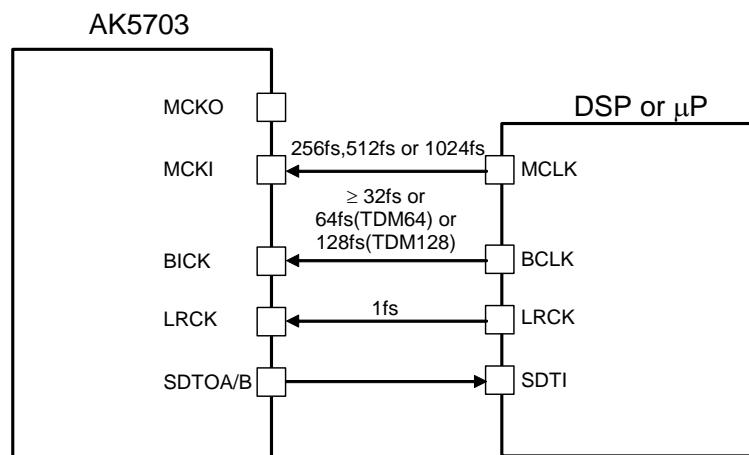 AK5703
DSP or μP
MCKO
256fs,512fs or 1024fs
MCKI
MCLK
≥ 32fs or
64fs(TDM64) or
128fs(TDM128)
BICK
BCLK
1fs
LRCK
LRCK
SDTOA/B
SDTI